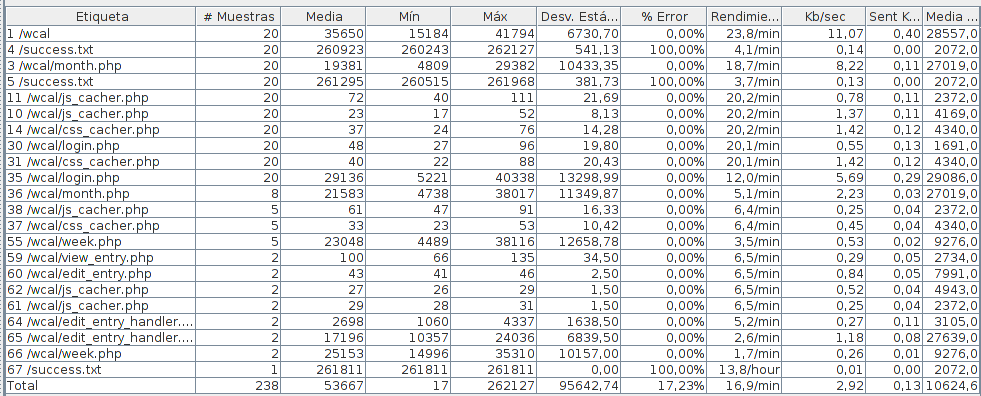 Etiqueta # Muestras Media Mín Máx Desv. Está... % Error Rendimie... Kb/sec Sent K... Media ...
1 /wcal 20 35650 15184 41794 6730,70 0,00% 23,8/min 11,07 0,40 28557,0
4 /success.txt 20 260923 260243 262127 541,13 100,00% 4,1/min 0,14 0,00 2072,0
3 /wcal/month.php 20 19381 4809 29382 10433,35 0,00% 18,7/min 8,22 0,11 27019,0
5 /success.txt 20 261295 260515 261968 381,73 100,00% 3,7/min 0,13 0,00 2072,0
11 /wcal/js_cacher.php 20 72 40 111 21,69 0,00% 20,2/min 0,78 0,11 2372,0
10 /wcal/js_cacher.php 20 23 17 52 8,13 0,00% 20,2/min 1,37 0,11 4169,0
14 /wcal/css_cacher.php 20 37 24 76 14,28 0,00% 20,2/min 1,42 0,12 4340,0
30 /wcal/login.php 20 48 27 96 19,80 0,00% 20,1/min 0,55 0,13 1691,0
31 /wcal/css_cacher.php 20 40 22 88 20,43 0,00% 20,1/min 1,42 0,12 4340,0
35 /wcal/login.php 20 29136 5221 40338 13298,99 0,00% 12,0/min 5,69 0,29 29086,0
36 /wcal/month.php 8 21583 4738 38017 11349,87 0,00% 5,1/min 2,23 0,03 27019,0
38 /wcal/js_cacher.php 5 61 47 91 16,33 0,00% 6,4/min 0,25 0,04 2372,0
37 /wcal/css_cacher.php 5 33 23 53 10,42 0,00% 6,4/min 0,45 0,04 4340,0
55 /wcal/week.php 5 23048 4489 38116 12658,78 0,00% 3,5/min 0,53 0,02 9276,0
59 /wcal/view_entry.php 2 100 66 135 34,50 0,00% 6,5/min 0,29 0,05 2734,0
60 /wcal/edit_entry.php 2 43 41 46 2,50 0,00% 6,5/min 0,84 0,05 7991,0
62 /wcal/js_cacher.php 2 27 26 29 1,50 0,00% 6,5/min 0,52 0,04 4943,0
61 /wcal/js_cacher.php 2 29 28 31 1,50 0,00% 6,5/min 0,25 0,04 2372,0
64 /wcal/edit_entry_handler.... 2 2698 1060 4337 1638,50 0,00% 5,2/min 0,27 0,11 3105,0
65 /wcal/edit_entry_handler.... 2 17196 10357 24036 6839,50 0,00% 2,6/min 1,18 0,08 27639,0
66 /wcal/week.php 2 25153 14996 35310 10157,00 0,00% 1,7/min 0,26 0,01 9276,0
67 /success.txt 1 261811 261811 261811 0,00 100,00% 13,8/hour 0,01 0,00 2072,0
Total 238 53667 17 262127 95642,74 17,23% 16,9/min 2,92 0,13 10624,6